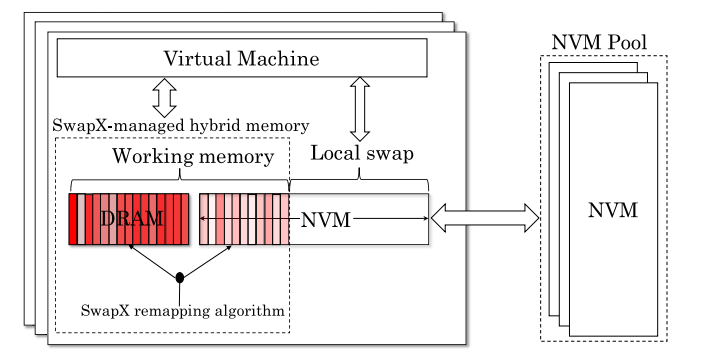 NVM Pool
Virtual Machine
SwapX-managed hybrid memory
Working memory
Local swap
DRAM
NVM
NVM
SwapX remapping algorithm